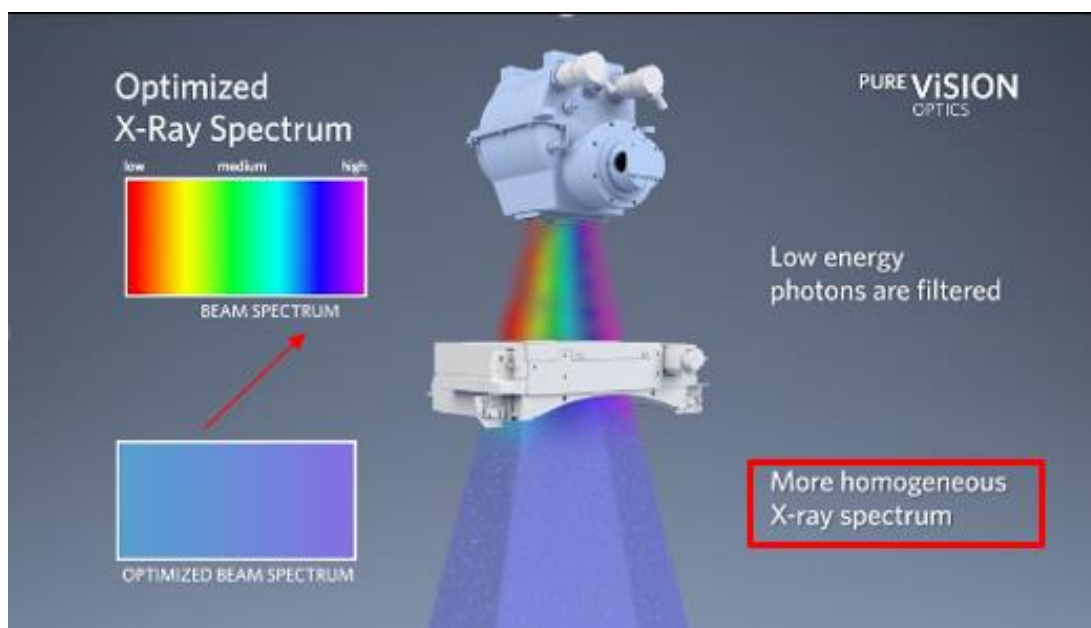 Optimized
X-Ray Spectrum
low medium high
BEAM SPECTRUM
OPTIMIZED BEAM SPECTRUM
PURE ViSION
OPTICS
Low energy
photons are filtered
More homogeneous
X-ray spectrum